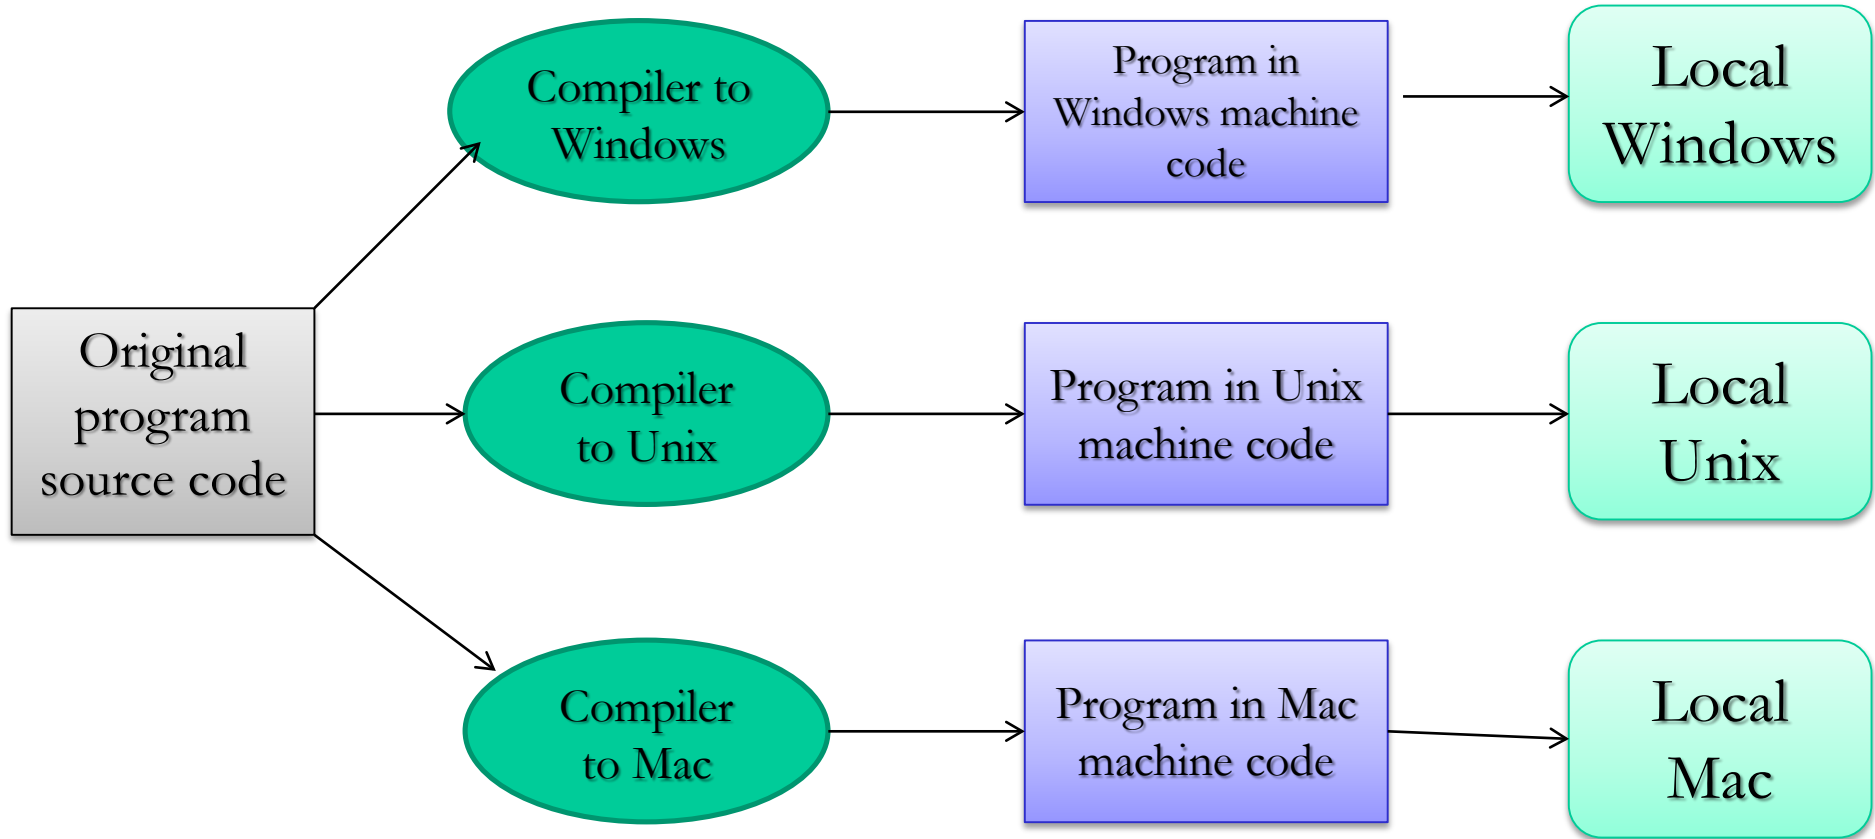 Compiler to
Windows
Program in
Windows machine
code
Local
Windows
Original
program
source code
Compiler
to Unix
Program in Unix
machine code
Local
Unix
Compiler
to Mac
Program in Mac
machine code
Local
Mac